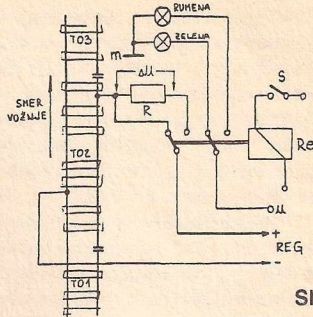 RUMENA
ZELENA
m
TO3
ΔU
S
R
SMER
VOŽNJE
Re
TO2
U
+
REG
-
TO1